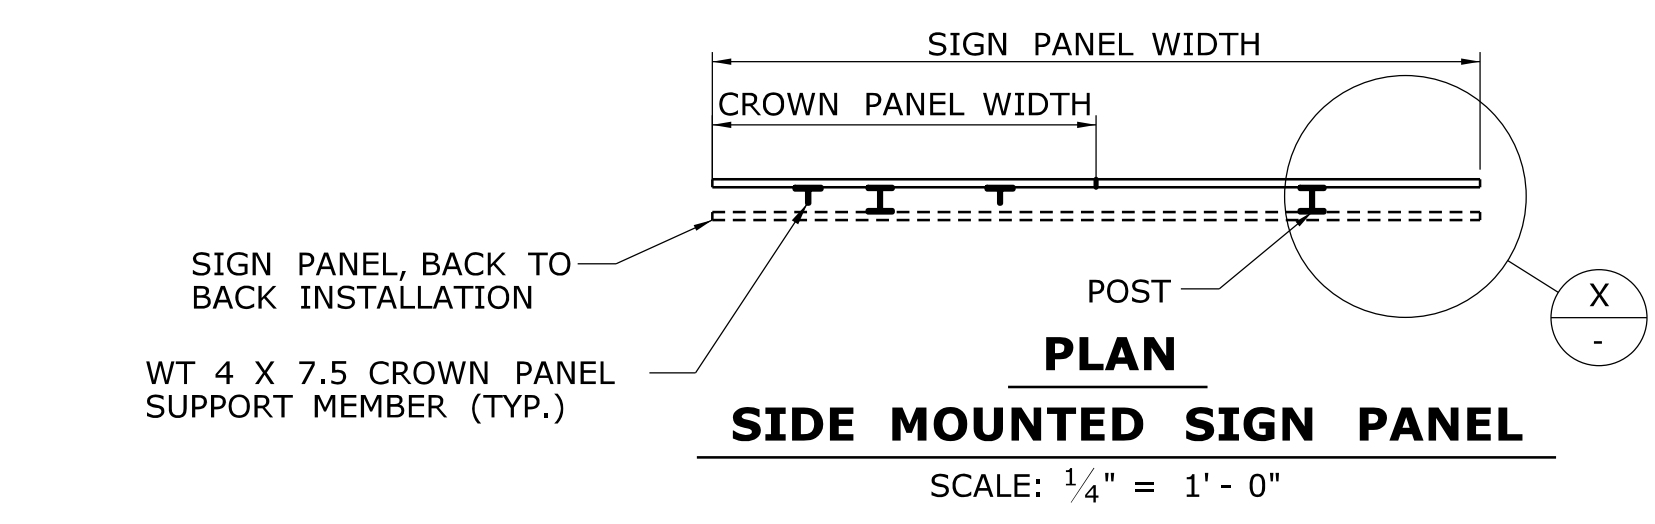 SIGN PANEL WIDTH
CROWN PANEL WIDTH
SIGN PANEL, BACK TO
BACK INSTALLATION
POST
X
-
WT 4 X 7.5 CROWN PANEL
SUPPORT MEMBER (TYP.)
PLAN
SIDE MOUNTED SIGN PANEL
SCALE: 1/4" = 1' - 0"